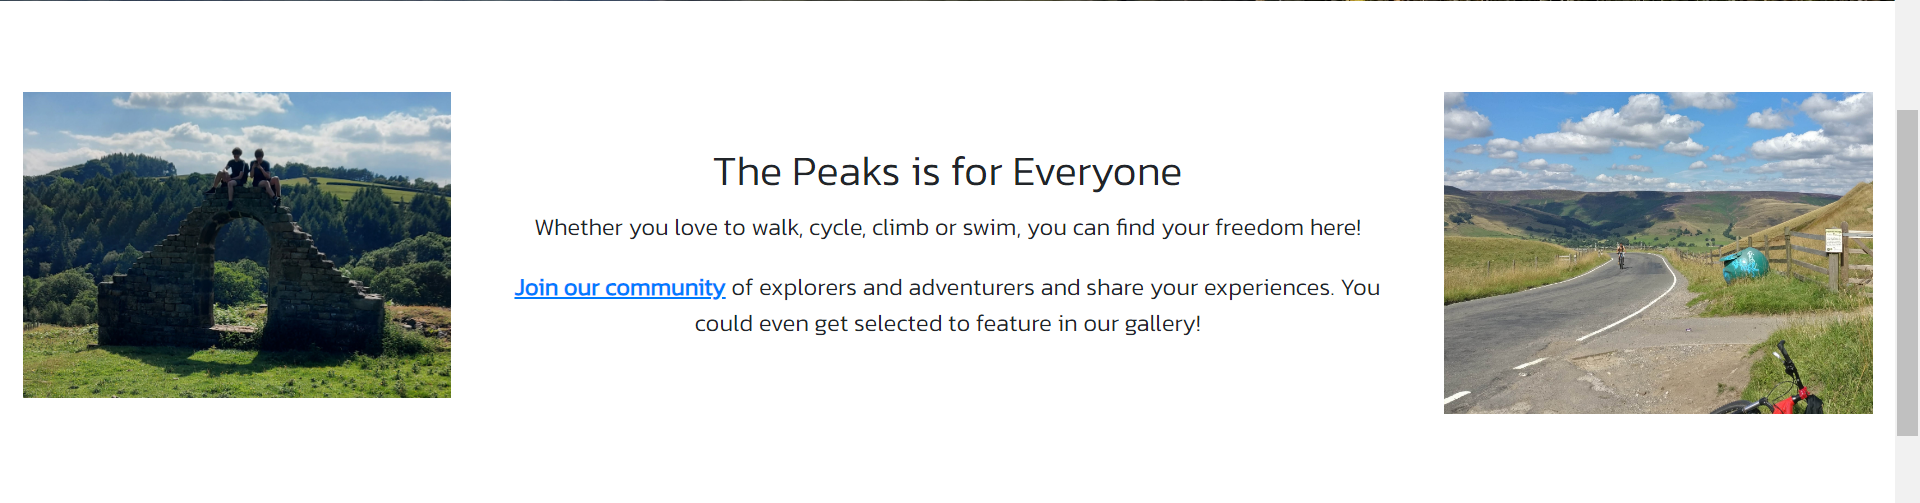 The Peaks is for Everyone
Whether you love to walk, cycle, climb or swim, you can find your freedom here!
Join our community of explorers and adventurers and share your experiences. You
could even get selected to feature in our gallery!